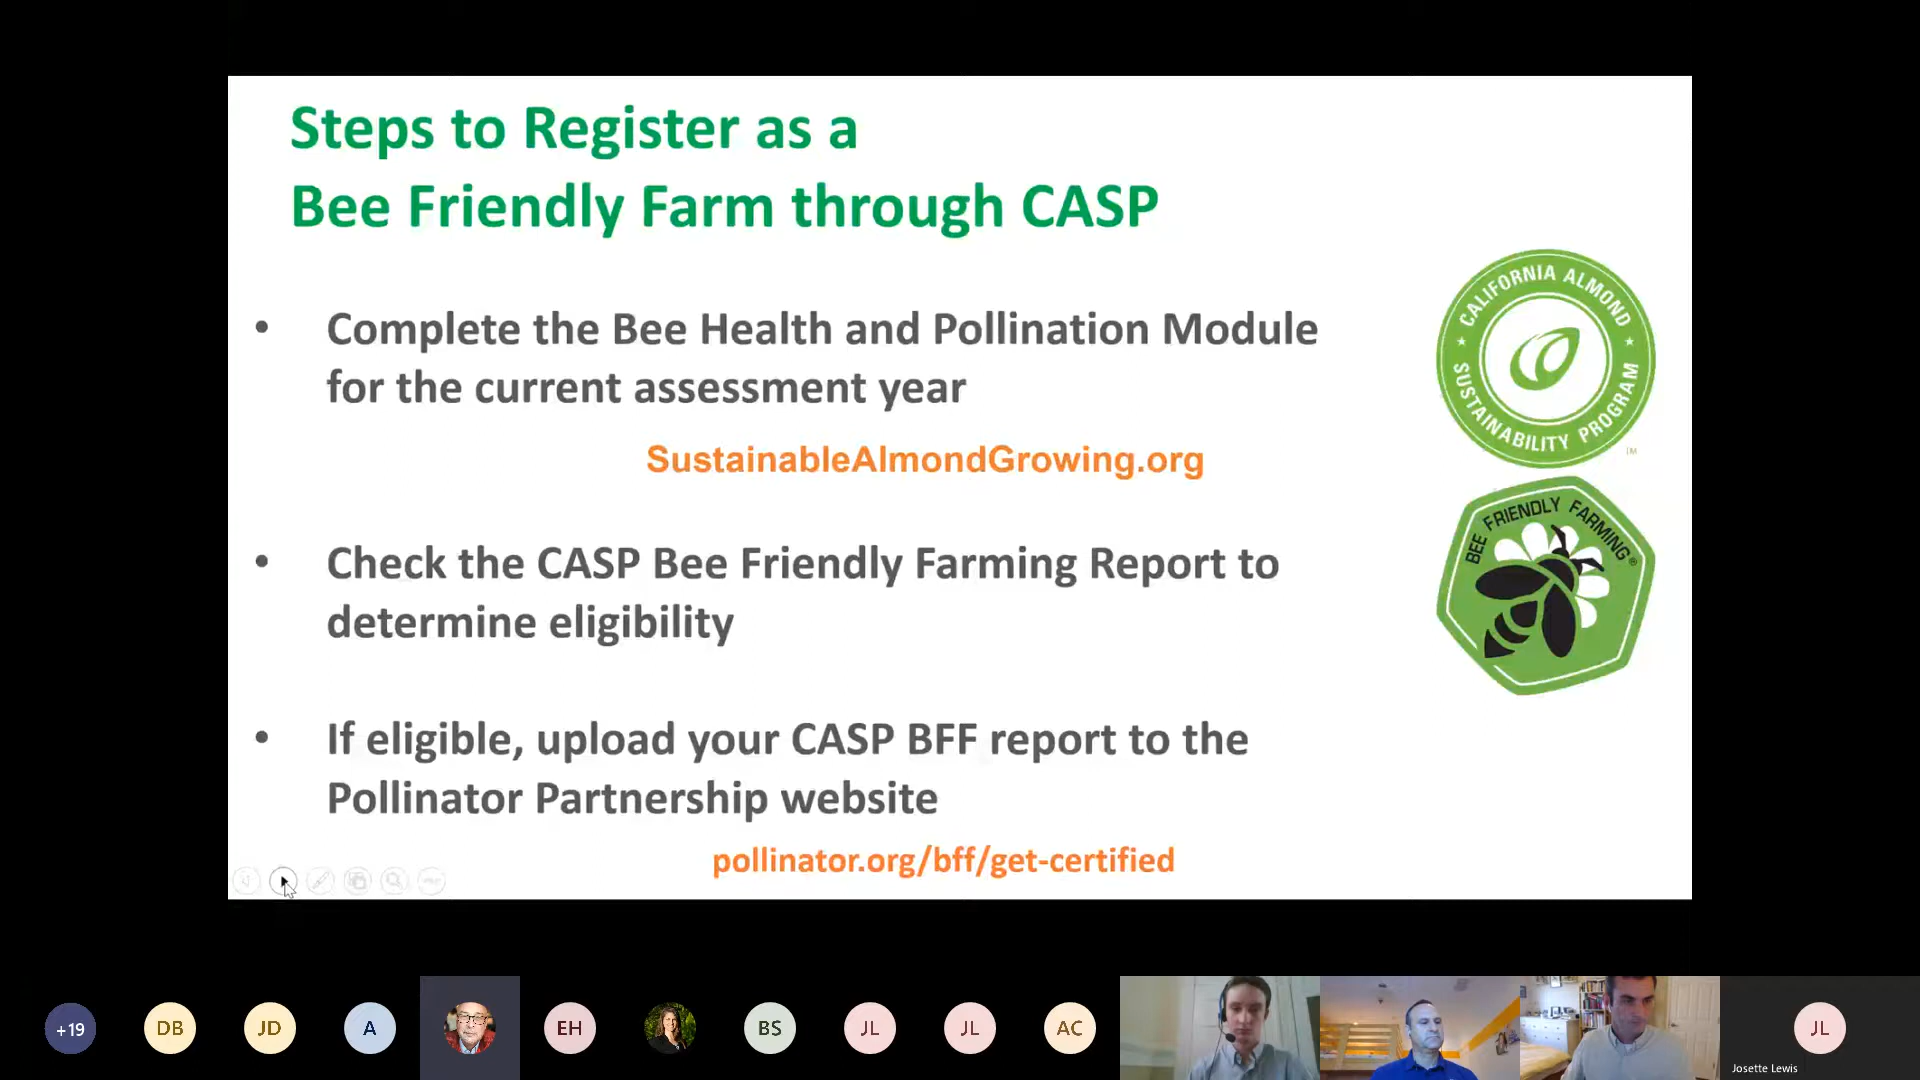 Steps to Register as a
Bee Friendly Farm through CASP
• Complete the Bee Health and Pollination Module
for the current assessment year
SustainableAlmondGrowing.org
• Check the CASP Bee Friendly Farming Report to
determine eligibility
• If eligible, upload your CASP BFF report to the
Pollinator Partnership website
pollinator.org/bff/get-certified
CALIFORNIA ALMOND
SUSTAINABILITY PROGRAM
TM
BEE FRIENDLY FARMING®
+19
DB
JD
A
EH
BS
JL
JL
AC
JL
Josette Lewis